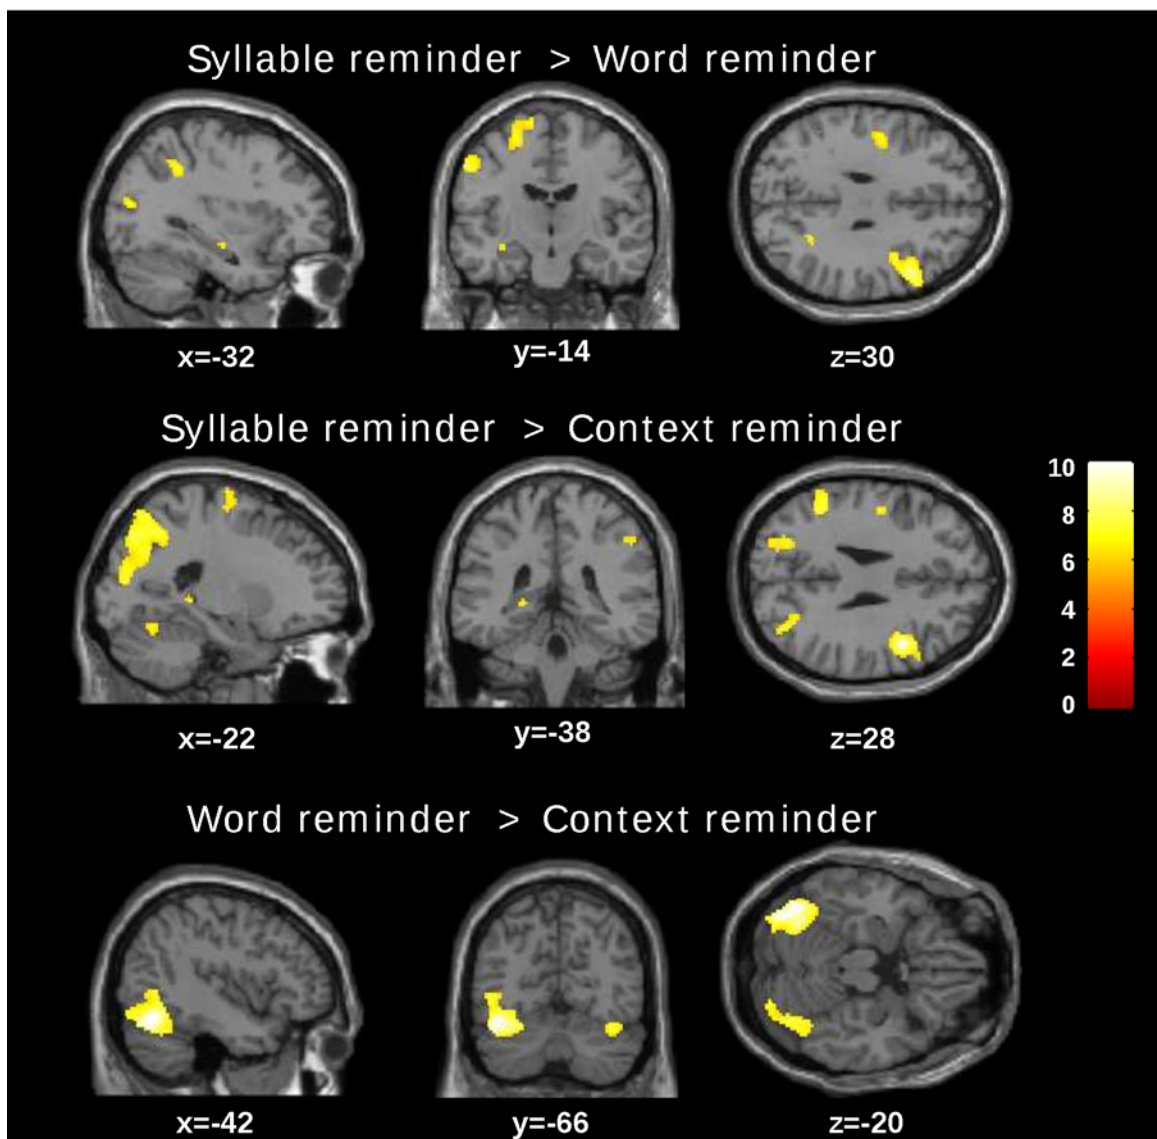 Syllable reminder > Word reminder
x=-32
y=-14
z=30
Syllable reminder > Context reminder
10
8
6
4
2
0
x=-22
y=-38
z=28
Word reminder > Context reminder
x=-42
y=-66
z=-20